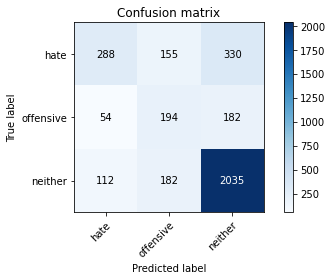 Confusion matrix
True label
hate 288 155 330
offensive 54 194 182
neither 112 182 2035
hate offensive neither
Predicted label
2000
1750
1500
1250
1000
750
500
250